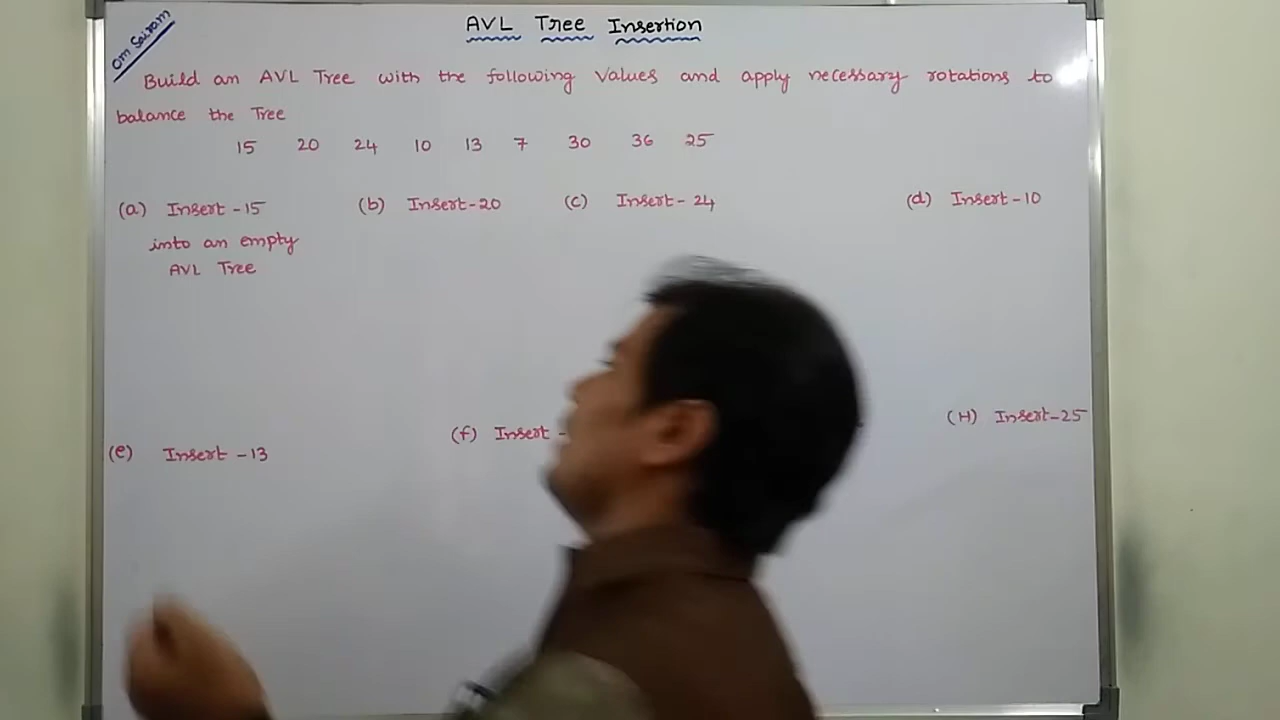 Om Sairam
AVL Tree Insertion
Build an AVL Tree with the following Values and apply necessary rotations to
balance the Tree
15 20 24 10 13 7 30 36 25
(a) Insert -15
into an empty
AVL Tree
(b) Insert-20
(c) Insert- 24
(d) Insert-10
(e) Insert -13
(f) Insert -
(H) Insert-25